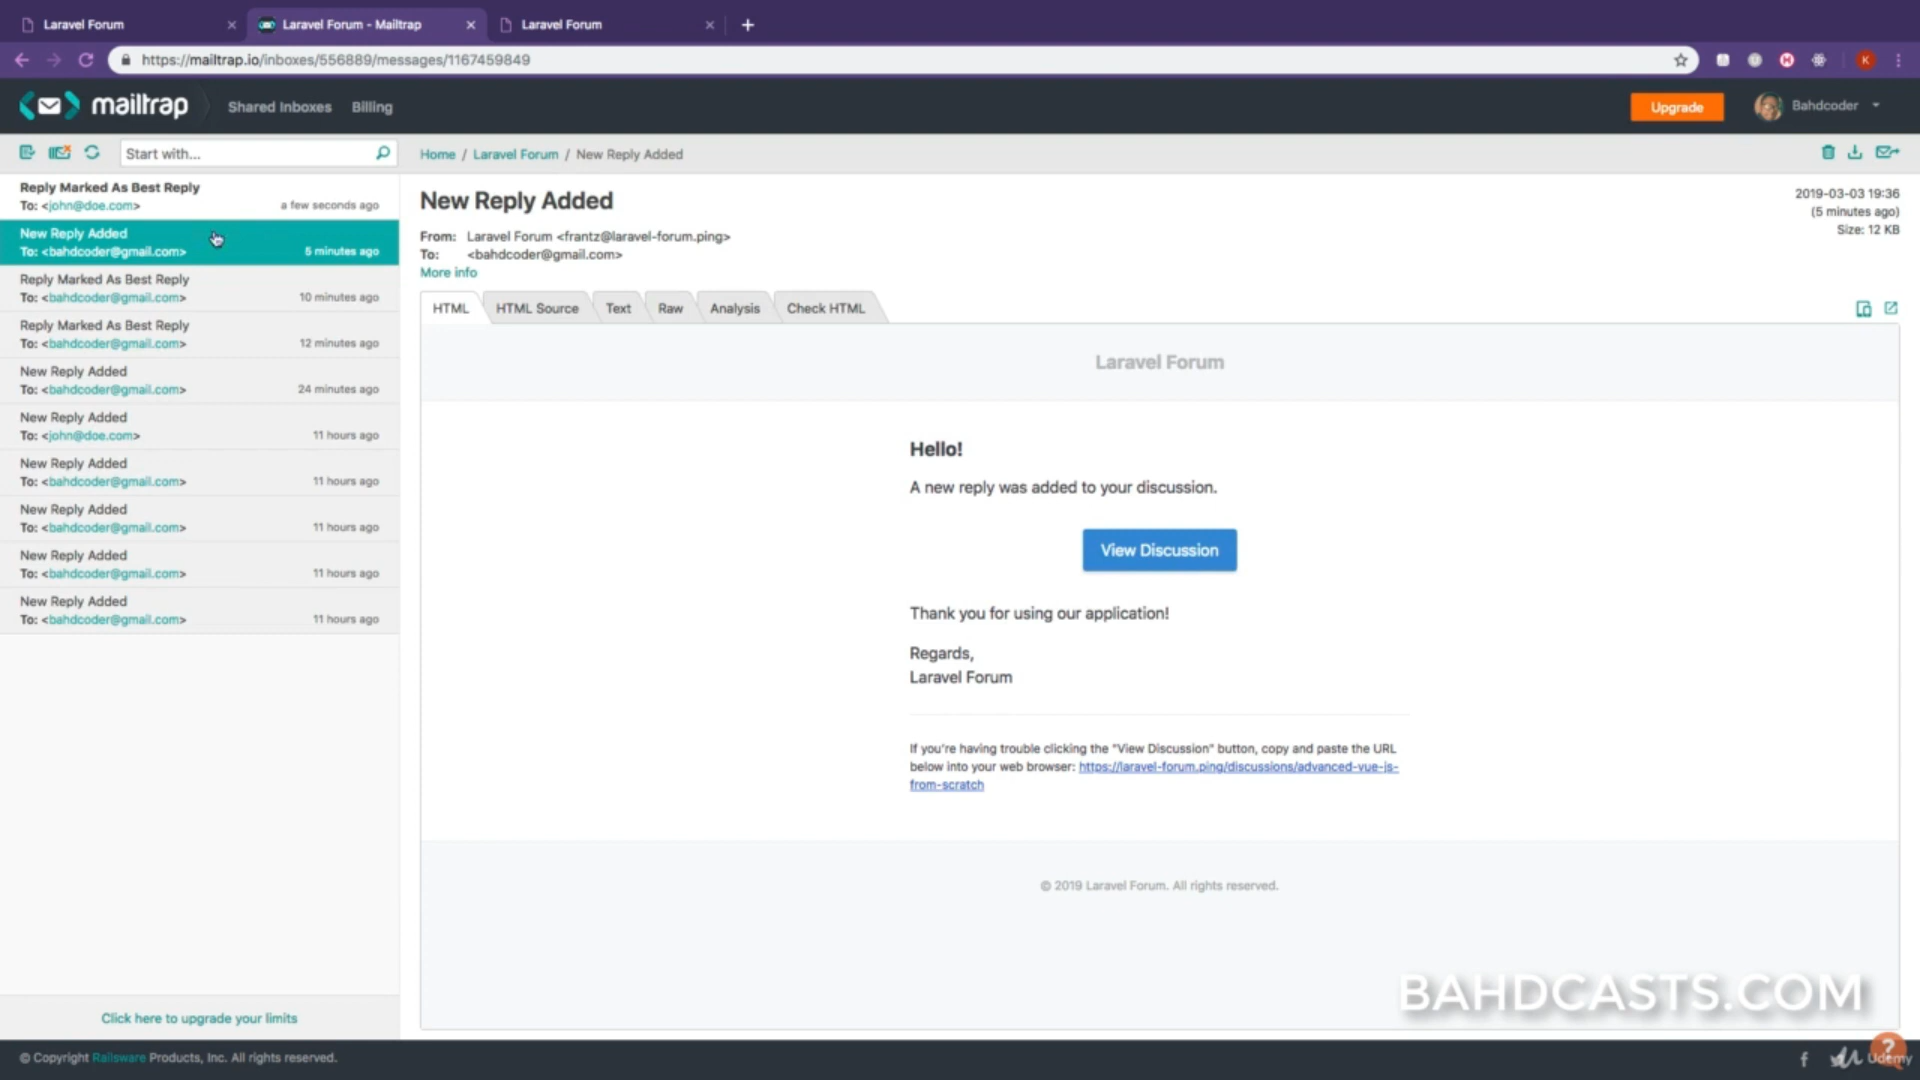 Laravel Forum
Laravel Forum - Mailtrap
Laravel Forum
https://mailtrap.io/inboxes/556889/messages/1167459849
K
mailtrap
Shared Inboxes
Billing
Upgrade
Bahdcoder
Start with...
Home / Laravel Forum / New Reply Added
Reply Marked As Best Reply
To: <john@doe.com>
a few seconds ago
New Reply Added
To: <bahdcoder@gmail.com>
5 minutes ago
Reply Marked As Best Reply
To: <bahdcoder@gmail.com>
10 minutes ago
Reply Marked As Best Reply
To: <bahdcoder@gmail.com>
12 minutes ago
New Reply Added
To: <bahdcoder@gmail.com>
24 minutes ago
New Reply Added
To: <john@doe.com>
11 hours ago
New Reply Added
To: <bahdcoder@gmail.com>
11 hours ago
New Reply Added
To: <bahdcoder@gmail.com>
11 hours ago
New Reply Added
To: <bahdcoder@gmail.com>
11 hours ago
New Reply Added
To: <bahdcoder@gmail.com>
11 hours ago
Click here to upgrade your limits
New Reply Added
2019-03-03 19:36
(5 minutes ago)
Size: 12 KB
From: Laravel Forum <frantz@laravel-forum.ping>
To: <bahdcoder@gmail.com>
More info
HTML
HTML Source
Text
Raw
Analysis
Check HTML
Laravel Forum
Hello!
A new reply was added to your discussion.
View Discussion
Thank you for using our application!
Regards,
Laravel Forum
If you're having trouble clicking the "View Discussion" button, copy and paste the URL
below into your web browser: https://laravel-forum.ping/discussions/advanced-vue-js-
from-scratch
© 2019 Laravel Forum. All rights reserved.
BAHDCASTS.COM
© Copyright Railsware Products, Inc. All rights reserved.
f
?
Udemy